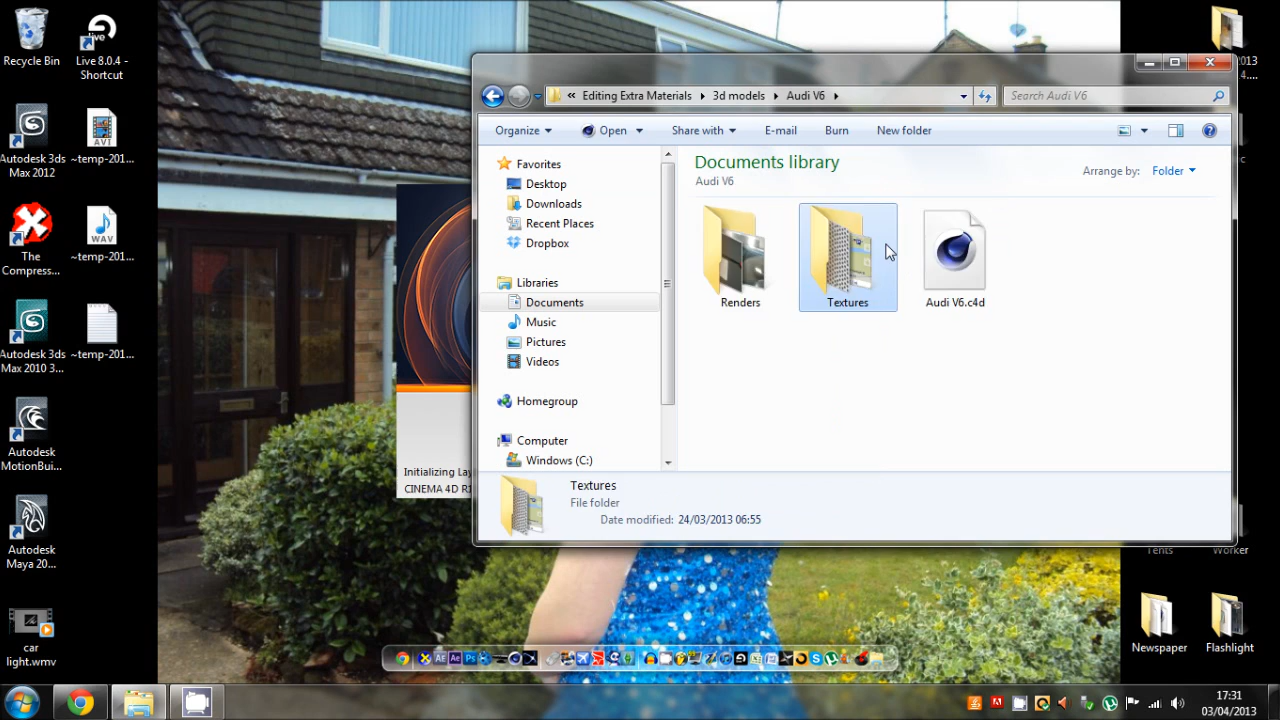 Recycle Bin
Live 8.0.4 -
Shortcut
Autodesk 3ds
Max 2012
~temp-201...
The
Compress...
~temp-201...
Autodesk 3ds
Max 2010 3...
~temp-201...
Autodesk
MotionBui...
Autodesk
Maya 20...
car
light.wmv
live
AVI
WAV
Initializing Lay
CINEMA 4D R1
« Editing Extra Materials
3d models
Audi V6
Search Audi V6
Organize
Open
Share with
E-mail
Burn
New folder
Favorites
Desktop
Downloads
Recent Places
Dropbox
Libraries
Documents
Music
Pictures
Videos
Homegroup
Computer
Windows (C:)
Documents library
Audi V6
Arrange by:
Folder
Renders
Textures
Audi V6.c4d
Textures
File folder
Date modified: 24/03/2013 06:55
Tents
Worker
Newspaper
Flashlight
17:31
03/04/2013